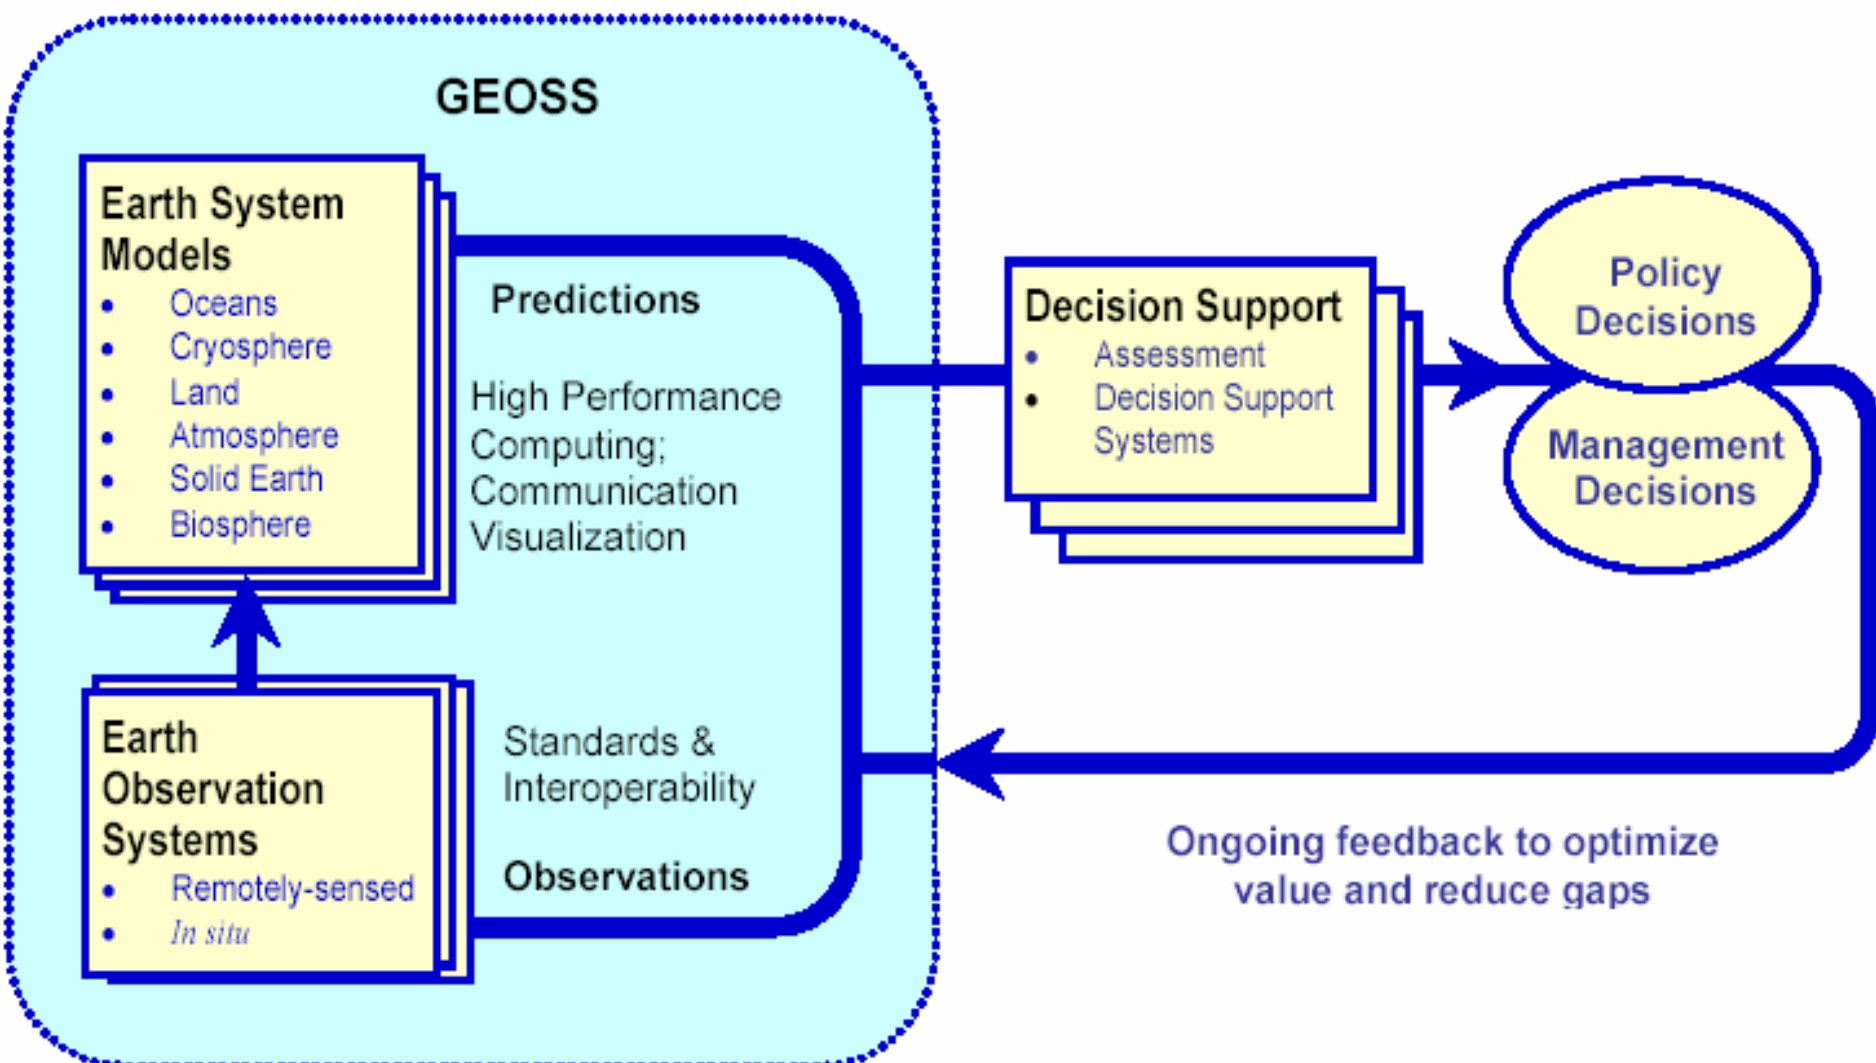 GEOSS
Earth System
Models
• Oceans
• Cryosphere
• Land
• Atmosphere
• Solid Earth
• Biosphere
Predictions
High Performance
Computing;
Communication
Visualization
Earth
Observation
Systems
• Remotely-sensed
• In situ
Standards &
Interoperability
Observations
Decision Support
• Assessment
• Decision Support
Systems
Policy
Decisions
Management
Decisions
Ongoing feedback to optimize
value and reduce gaps